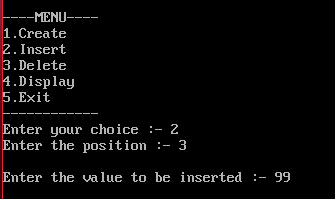 ----MENU----
1.Create
2.Insert
3.Delete
4.Display
5.Exit
------------
Enter your choice :- 2
Enter the position :- 3
Enter the value to be inserted :- 99